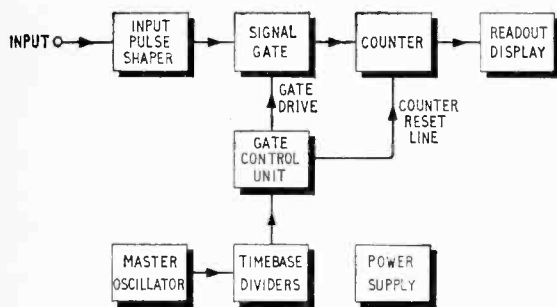 INPUT
INPUT
PULSE
SHAPER
SIGNAL
GATE
COUNTER
READOUT
DISPLAY
GATE
DRIVE
COUNTER
RESET
LINE
GATE
CONTROL
UNIT
MASTER
OSCILLATOR
TIMEBASE
DIVIDERS
POWER
SUPPLY